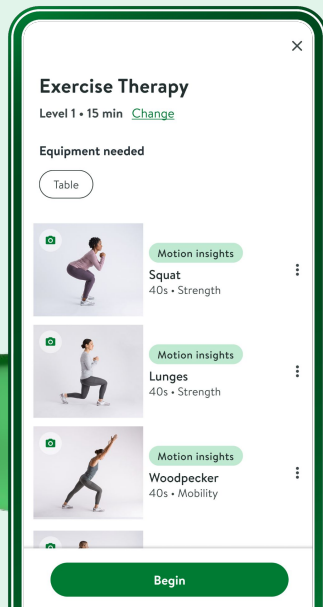 Exercise Therapy
Level 1 • 15 min Change
Equipment needed
Table
Motion insights
Squat
40s • Strength
Motion insights
Lunges
40s • Strength
Motion insights
Woodpecker
40s • Mobility
Begin